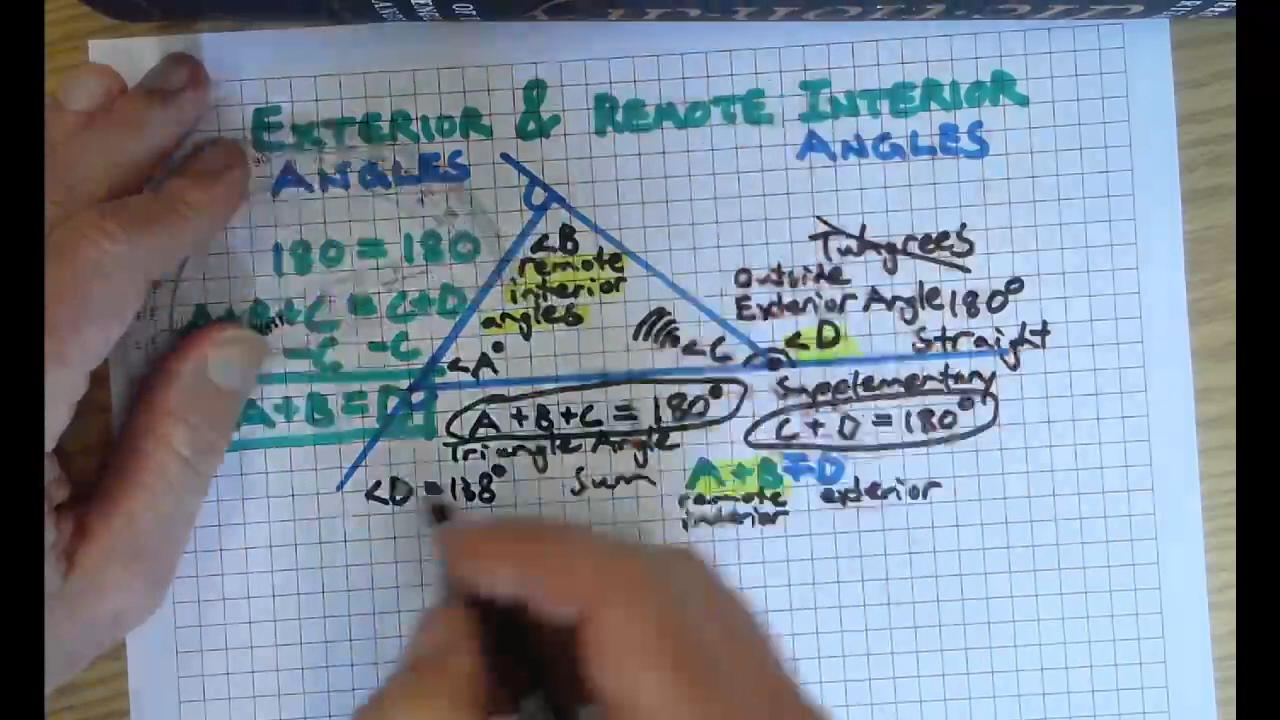 EXTERIOR & REMOTE INTERIOR
ANGLES ANGLES
180 = 180
A+B+C = C+D
-C -C
A+B = D
<B
remote
interior
angles
<A°
<C
Outside
Exterior Angle 180°
<D Straight
Supplementary
A+B+C = 180°
C+D = 180°
Triangle Angle
Sum
A+B = D
remote exterior
interior
<D = 138°